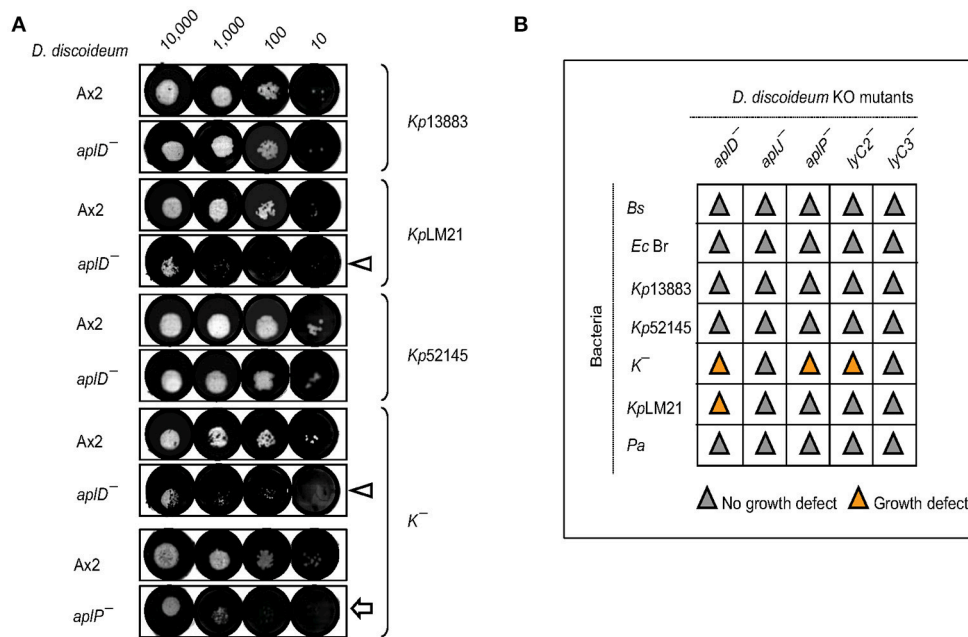 A
D. discoideum 10,000 1,000 100 10
Ax2
aplD⁻
Kp13883
Ax2
aplD⁻
KpLM21
Ax2
aplD⁻
Kp52145
Ax2
aplD⁻
K⁻
Ax2
aplP⁻
B
D. discoideum KO mutants
aplD⁻ aplJ⁻ aplP⁻ lyC2⁻ lyC3⁻
Bacteria
Bs
Ec Br
Kp13883
Kp52145
K⁻
KpLM21
Pa
No growth defect Growth defect